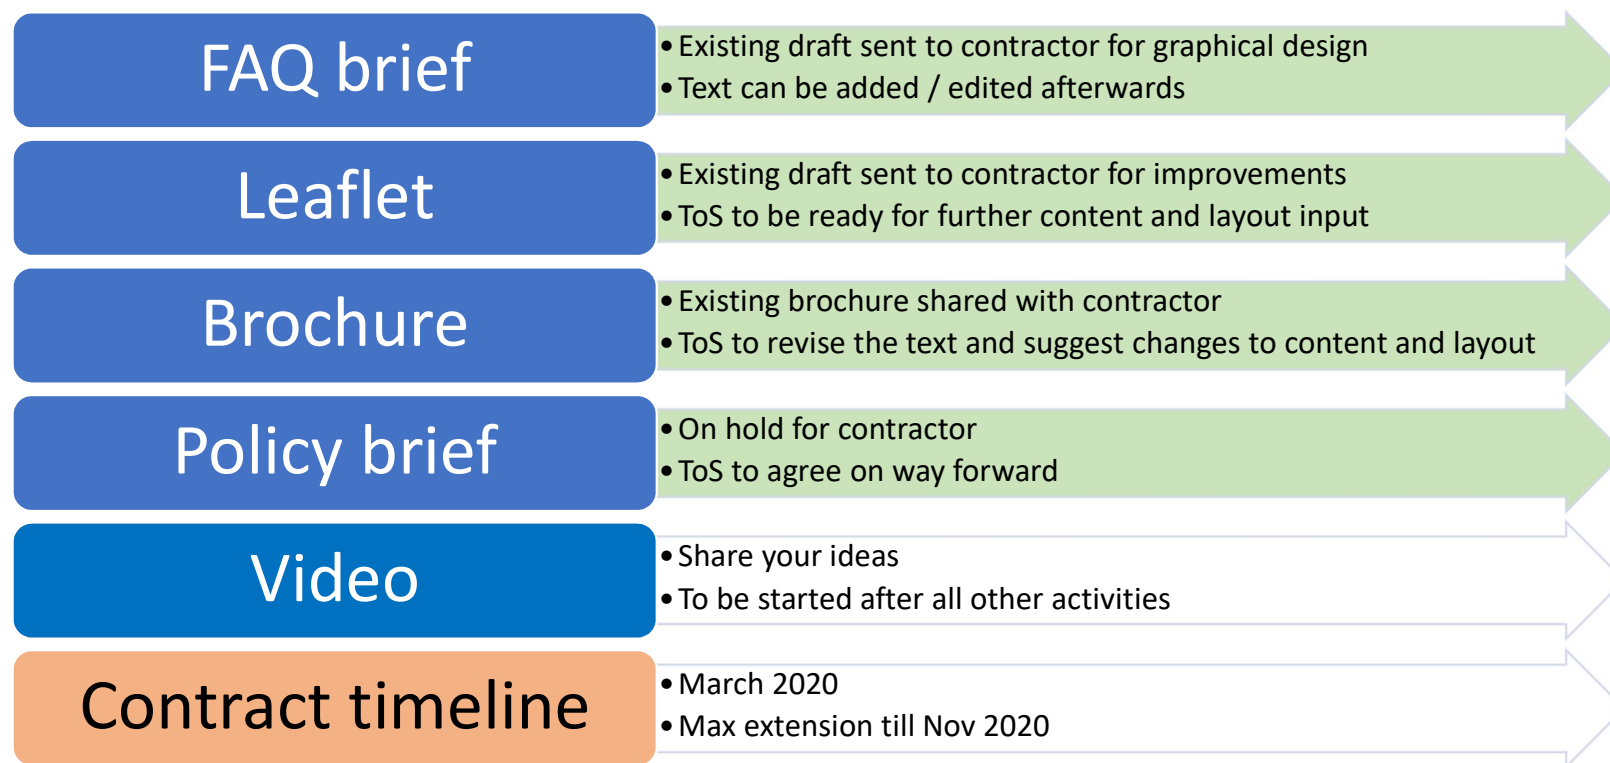 FAQ brief
• Existing draft sent to contractor for graphical design
• Text can be added / edited afterwards
Leaflet
• Existing draft sent to contractor for improvements
• ToS to be ready for further content and layout input
Brochure
• Existing brochure shared with contractor
• ToS to revise the text and suggest changes to content and layout
Policy brief
• On hold for contractor
• ToS to agree on way forward
Video
• Share your ideas
• To be started after all other activities
Contract timeline
• March 2020
• Max extension till Nov 2020